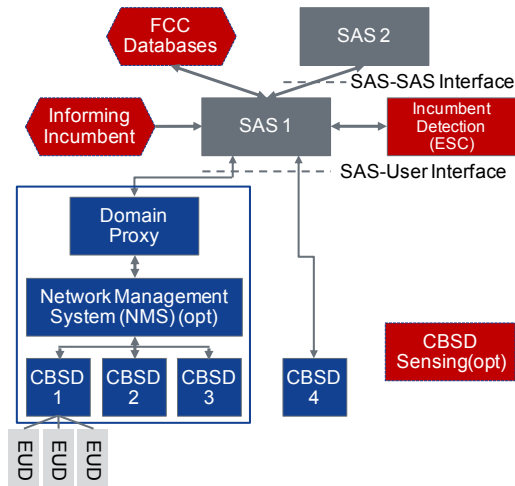 FCC
Databases
SAS 2
SAS-SAS Interface
Informing
Incumbent
SAS 1
Incumbent
Detection
(ESC)
SAS-User Interface
Domain
Proxy
Network Management
System (NMS) (opt)
CBSD
1
CBSD
2
CBSD
3
CBSD
4
CBSD
Sensing(opt)
EUD
EUD
EUD